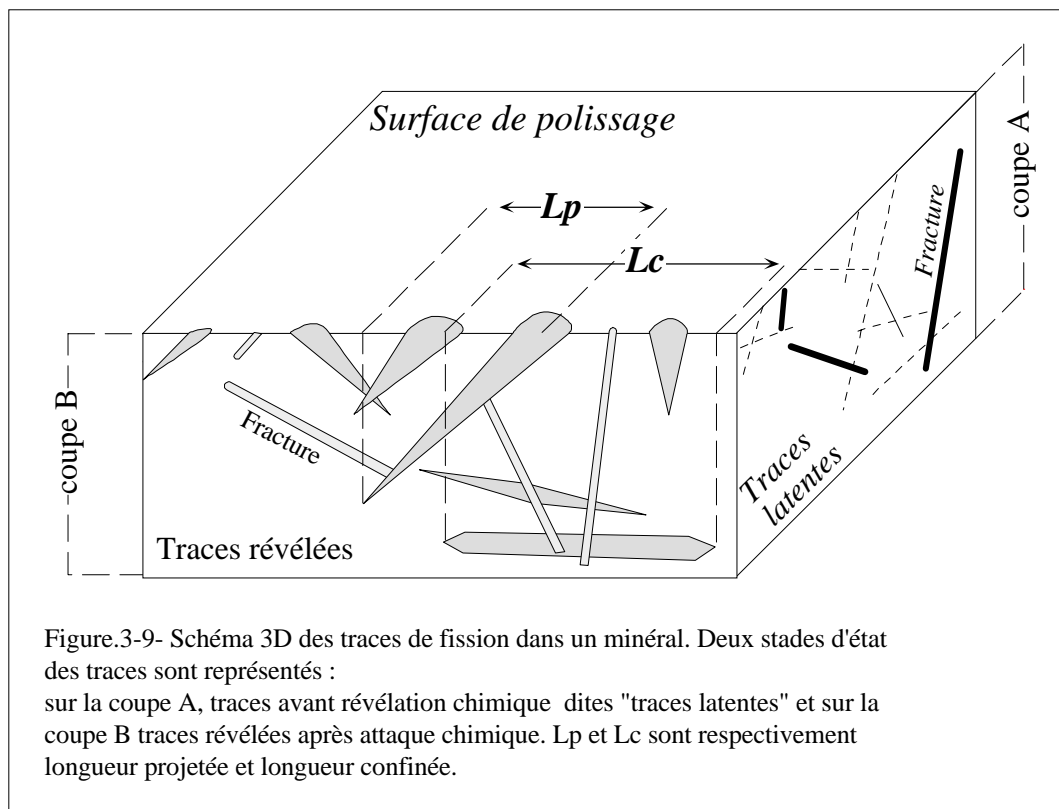 Surface de polissage
coupe A
Lp
Lc
Fracture
coupe B
Fracture
Traces
latentes
Traces révélées
Figure.3-9- Schéma 3D des traces de fission dans un minéral. Deux stades d'état
des traces sont représentés :
sur la coupe A, traces avant révélation chimique dites "traces latentes" et sur la
coupe B traces révélées après attaque chimique. Lp et Lc sont respectivement
longueur projetée et longueur confinée.